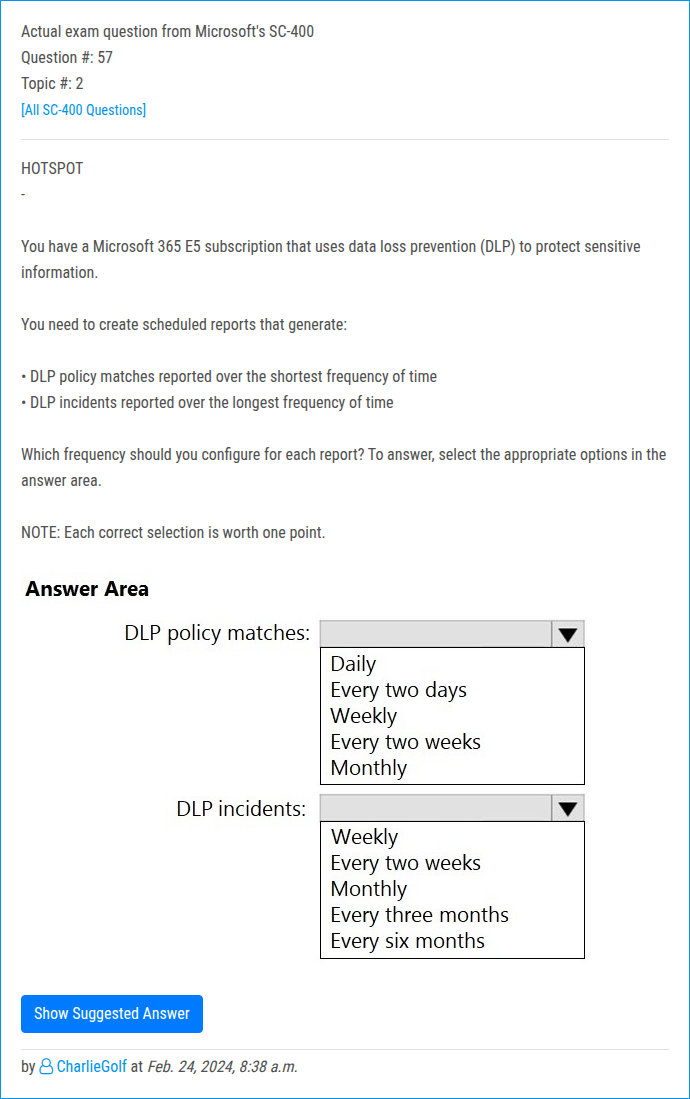 Actual exam question from Microsoft's SC-400
Question #: 57
Topic #: 2
[All SC-400 Questions]
HOTSPOT
-
You have a Microsoft 365 E5 subscription that uses data loss prevention (DLP) to protect sensitive
information.
You need to create scheduled reports that generate:
• DLP policy matches reported over the shortest frequency of time
• DLP incidents reported over the longest frequency of time
Which frequency should you configure for each report? To answer, select the appropriate options in the
answer area.
NOTE: Each correct selection is worth one point.
Answer Area
DLP policy matches:
Daily
Every two days
Weekly
Every two weeks
Monthly
DLP incidents:
Weekly
Every two weeks
Monthly
Every three months
Every six months
Show Suggested Answer
by CharlieGolf at Feb. 24, 2024, 8:38 a.m.